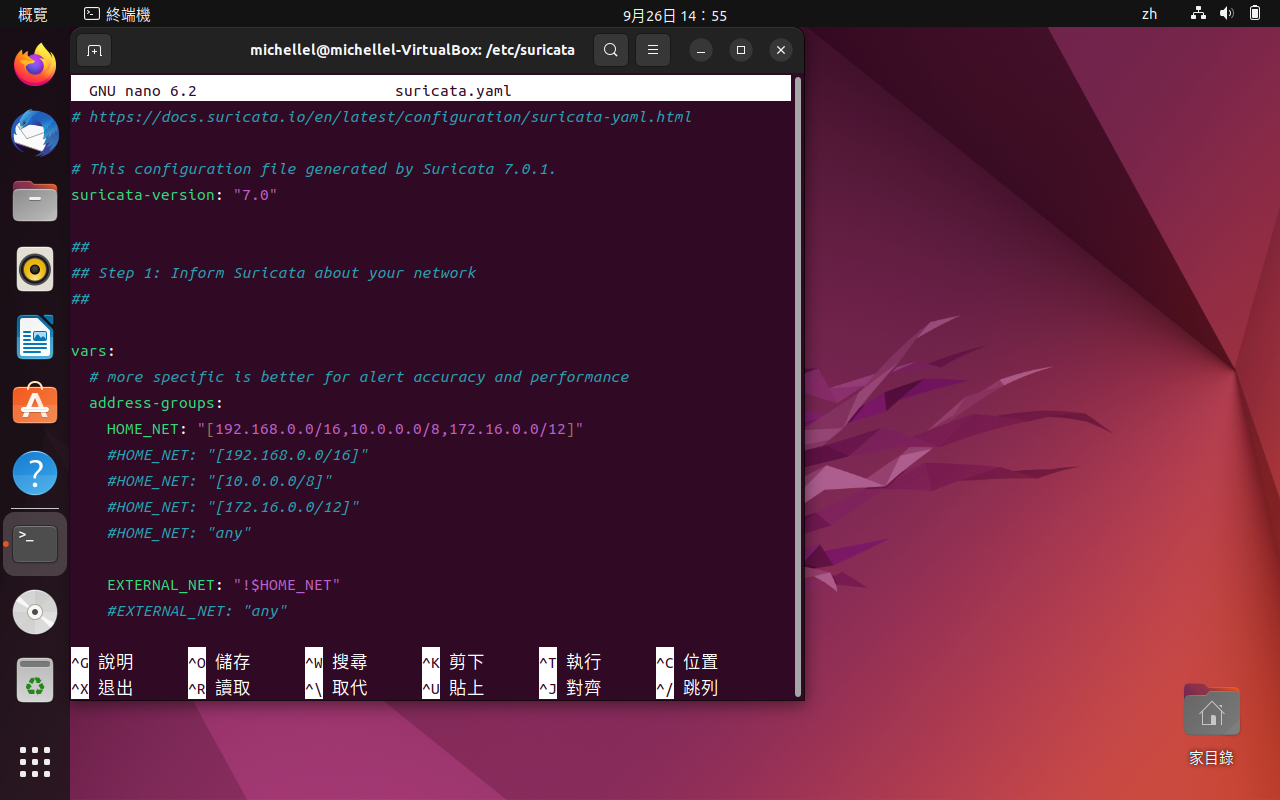 概覽 終端機 9月26日 14：55 zh
michellel@michellel-VirtualBox: /etc/suricata
GNU nano 6.2 suricata.yaml
# https://docs.suricata.io/en/latest/configuration/suricata-yaml.html
# This configuration file generated by Suricata 7.0.1.
suricata-version: "7.0"
##
## Step 1: Inform Suricata about your network
##
vars:
# more specific is better for alert accuracy and performance
address-groups:
HOME_NET: "[192.168.0.0/16,10.0.0.0/8,172.16.0.0/12]"
#HOME_NET: "[192.168.0.0/16]"
#HOME_NET: "[10.0.0.0/8]"
#HOME_NET: "[172.16.0.0/12]"
#HOME_NET: "any"
EXTERNAL_NET: "!$HOME_NET"
#EXTERNAL_NET: "any"
^G 說明 ^O 儲存 ^W 搜尋 ^K 剪下 ^T 執行 ^C 位置
^X 退出 ^R 讀取 ^\ 取代 ^U 貼上 ^J 對齊 ^/ 跳列
家目錄